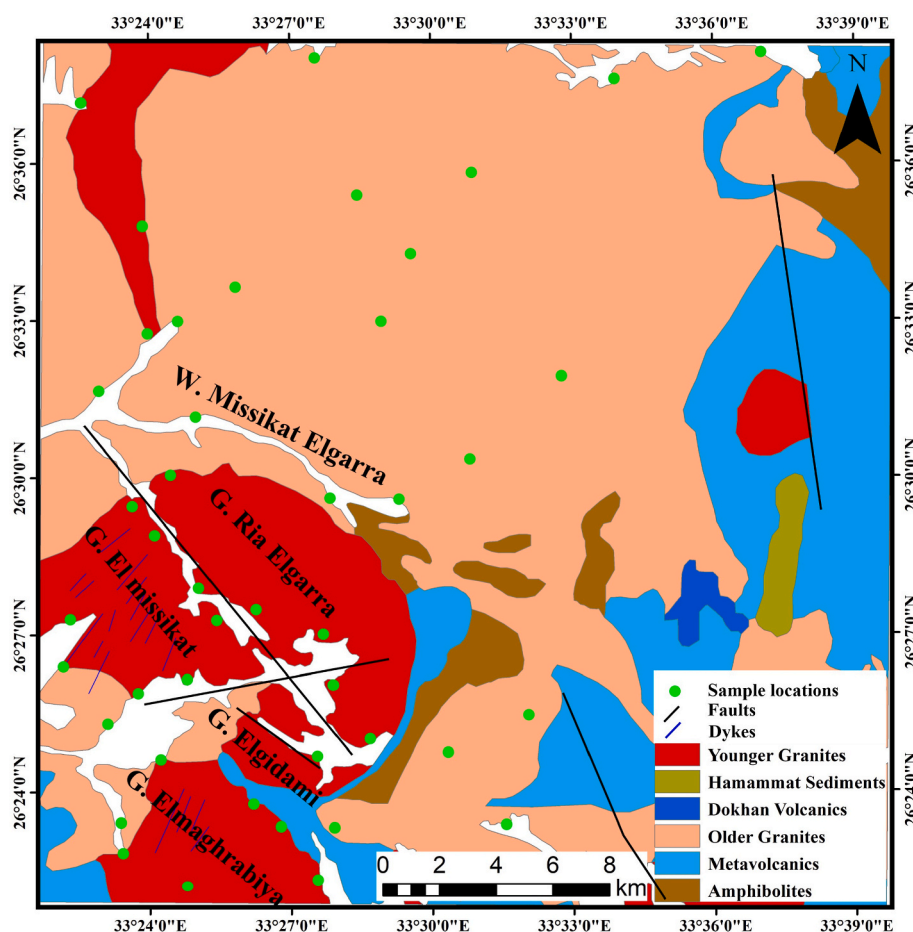 33°24'0"E 33°27'0"E 33°30'0"E 33°33'0"E 33°36'0"E 33°39'0"E
N
26°36'0"N 26°36'0"N
26°33'0"N 26°33'0"N
W. Missikat Elgarra
26°30'0"N 26°30'0"N
G. Ria Elgarra
G. El missikat
26°27'0"N 26°27'0"N
G. Elgidami
26°24'0"N 26°24'0"N
G. Elmaghrabiya
Sample locations
Faults
Dykes
Younger Granites
Hamammat Sediments
Dokhan Volcanics
Older Granites
Metavolcanics
Amphibolites
0 2 4 6 8
km
33°24'0"E 33°27'0"E 33°30'0"E 33°33'0"E 33°36'0"E 33°39'0"E